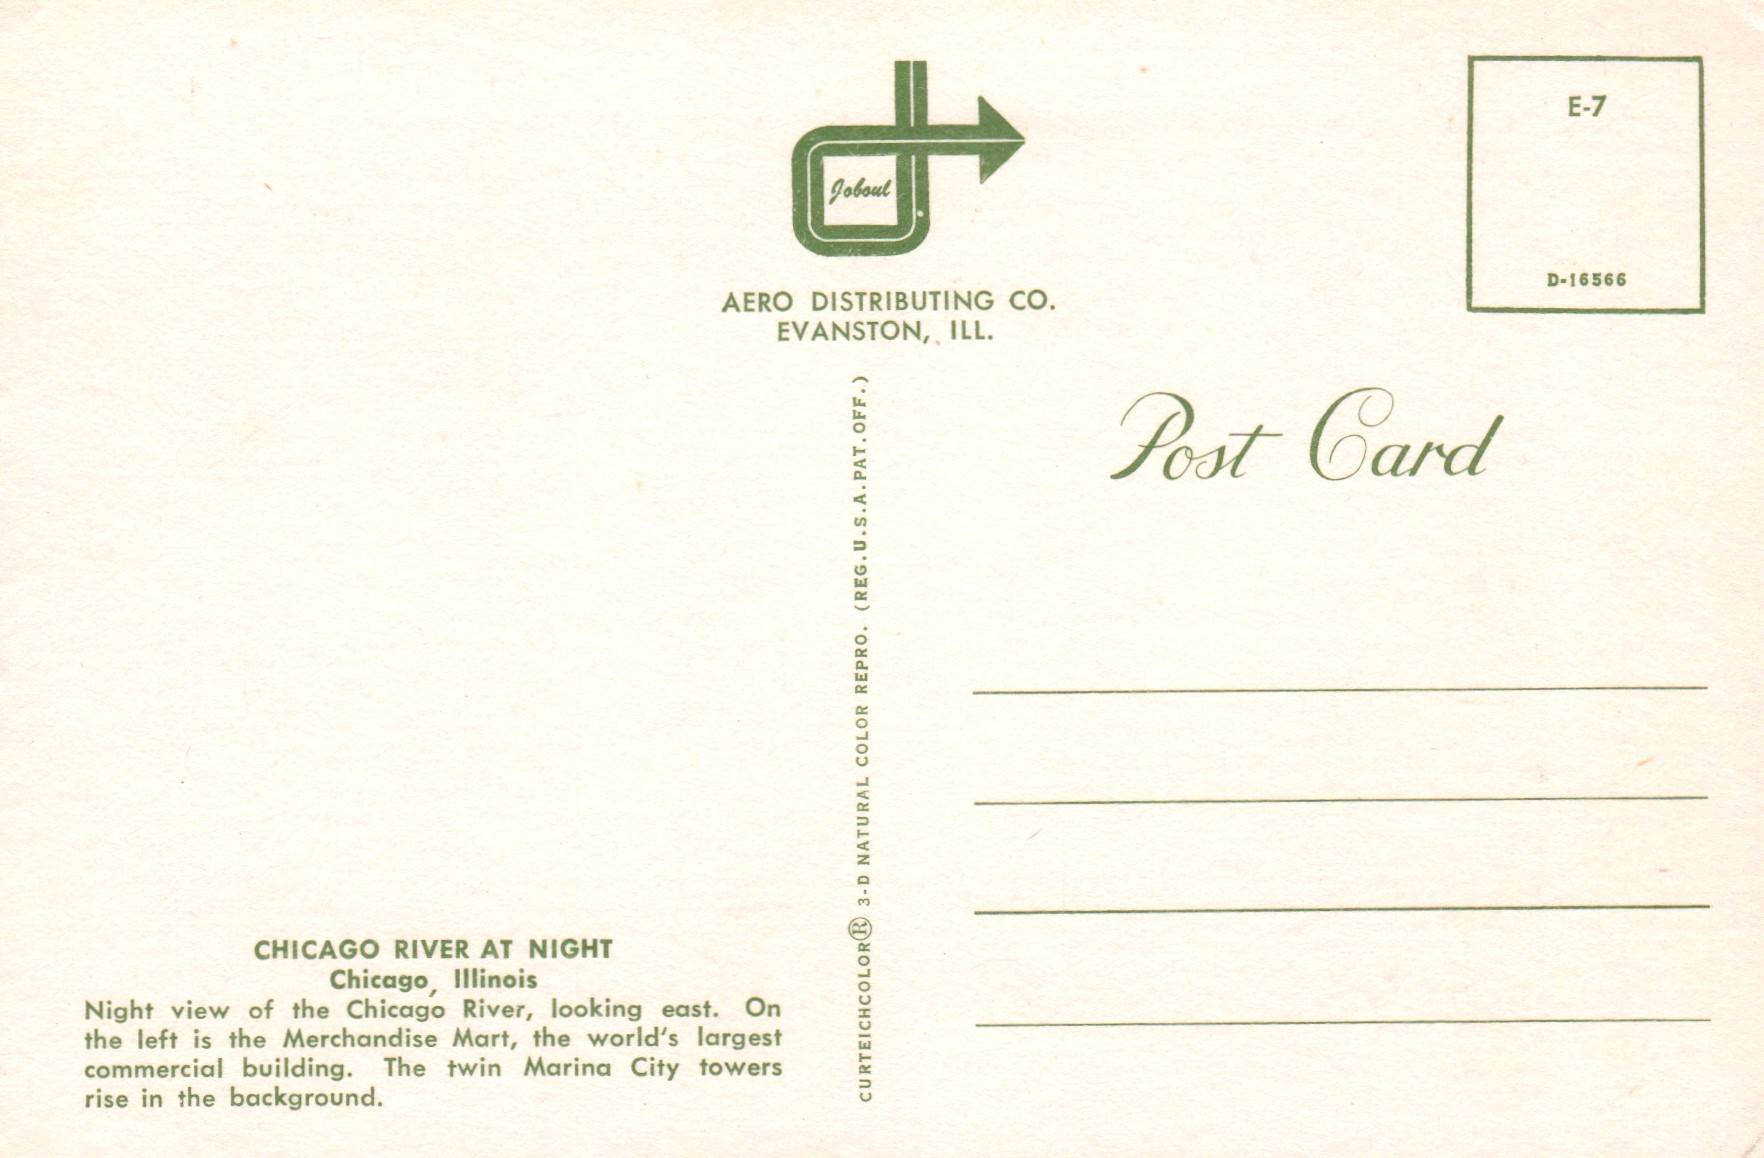 Joboul
AERO DISTRIBUTING CO.
EVANSTON, ILL.
E-7
D-16566
Post Card
CURTEICHCOLOR® 3-D NATURAL COLOR REPRO. (REG.U.S.A.PAT.OFF.)
CHICAGO RIVER AT NIGHT
Chicago, Illinois
Night view of the Chicago River, looking east. On
the left is the Merchandise Mart, the world's largest
commercial building. The twin Marina City towers
rise in the background.